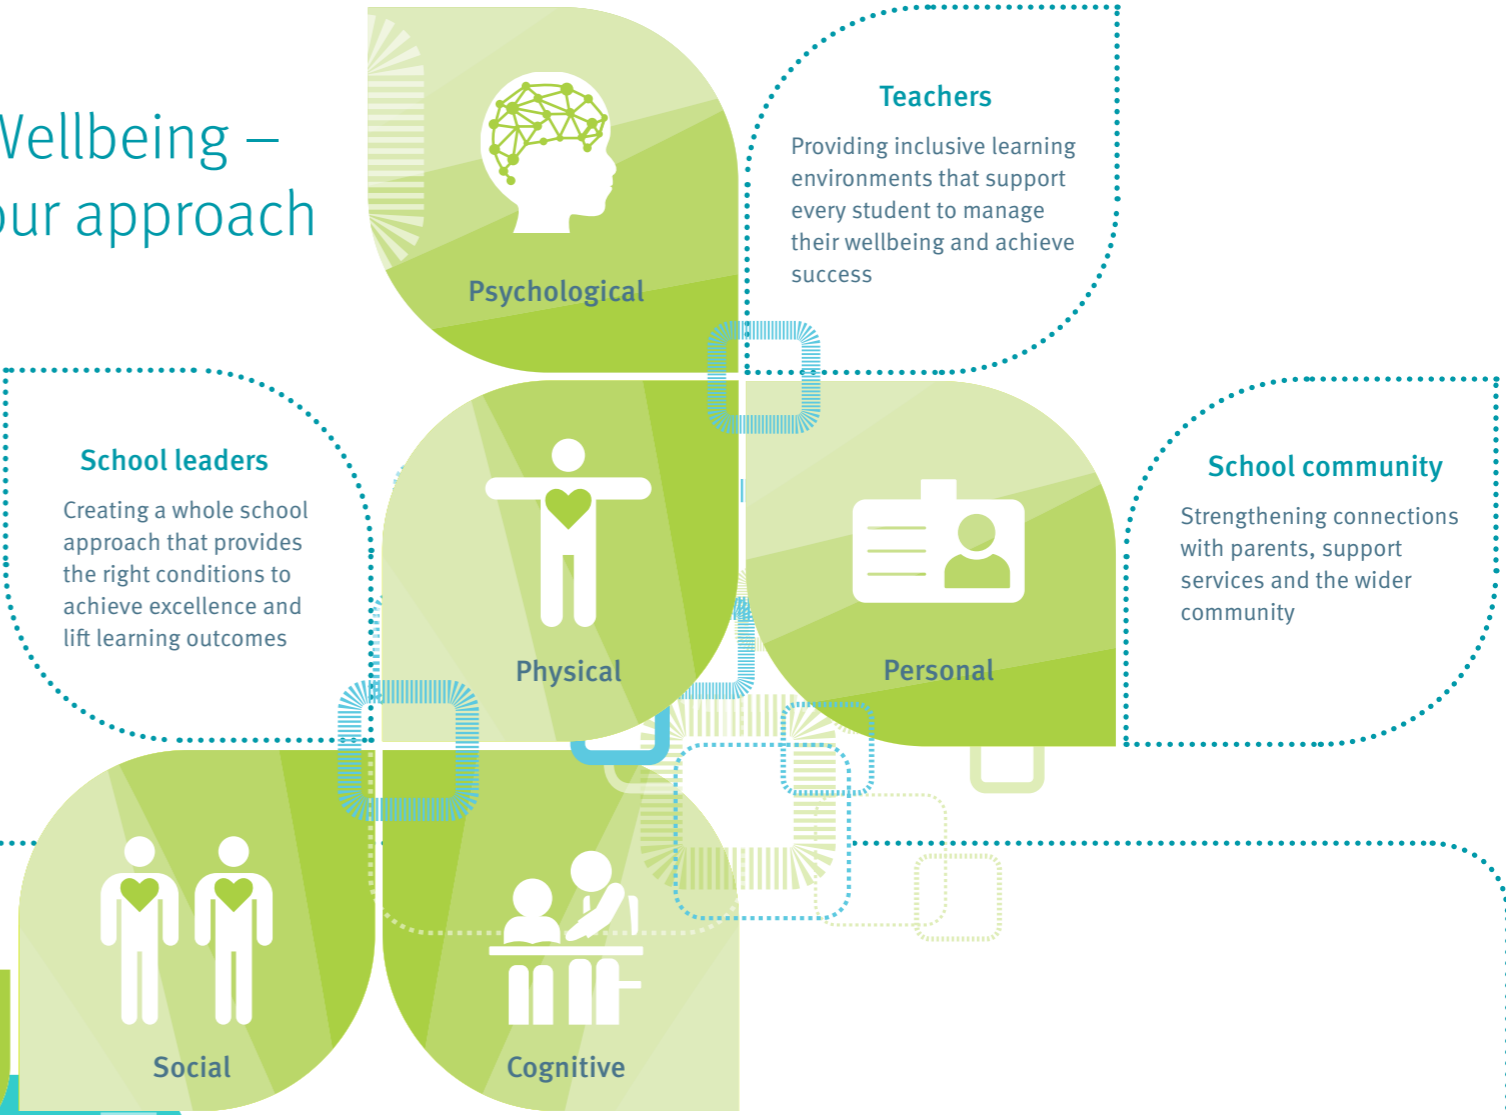 Wellbeing –
our approach
Psychological
Teachers
Providing inclusive learning
environments that support
every student to manage
their wellbeing and achieve
success
School leaders
Creating a whole school
approach that provides
the right conditions to
achieve excellence and
lift learning outcomes
Physical
Personal
School community
Strengthening connections
with parents, support
services and the wider
community
Social
Cognitive